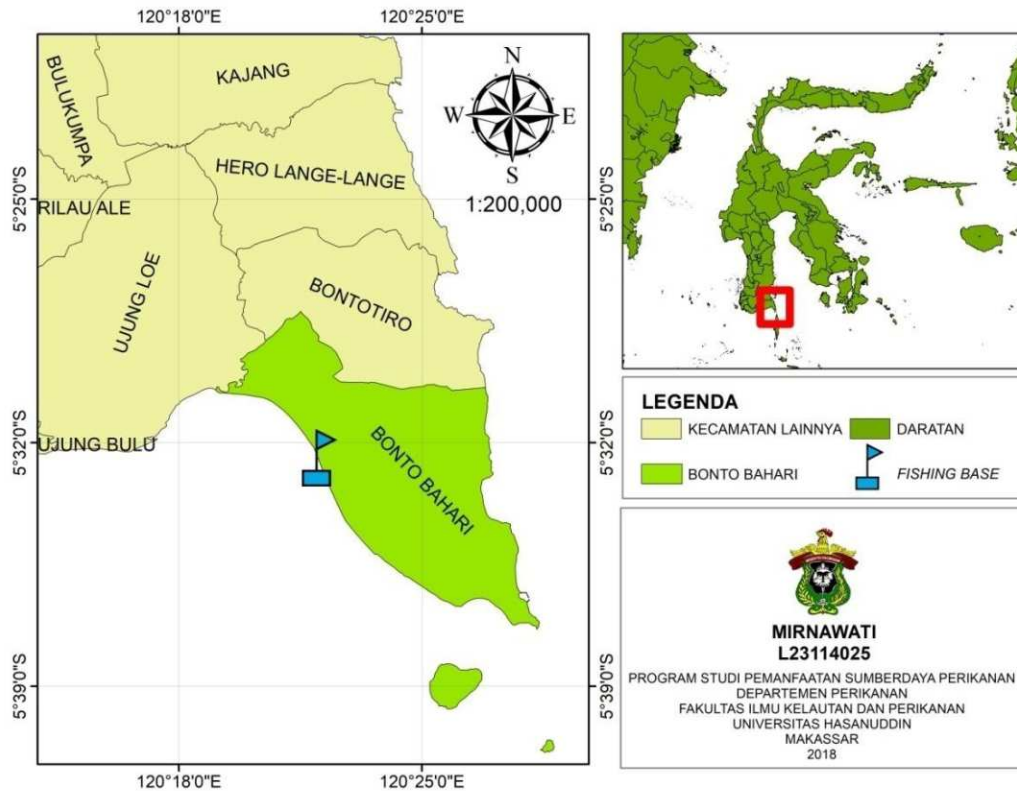 120°18'0"E 120°25'0"E
BULUKUMPA
KAJANG
N
W E
S
1:200,000
HERO LANGE-LANGE
5°25'0"S 5°25'0"S
RILAU ALE
UJUNG LOE
BONTOTIRO
5°32'0"S 5°32'0"S
UJUNG BULU
BONTO BAHARI
5°39'0"S 5°39'0"S
120°18'0"E 120°25'0"E
LEGENDA
KECAMATAN LAINNYA DARATAN
BONTO BAHARI FISHING BASE
MIRNAWATI
L23114025
PROGRAM STUDI PEMANFAATAN SUMBERDAYA PERIKANAN
DEPARTEMEN PERIKANAN
FAKULTAS ILMU KELAUTAN DAN PERIKANAN
UNIVERSITAS HASANUDDIN
MAKASSAR
2018